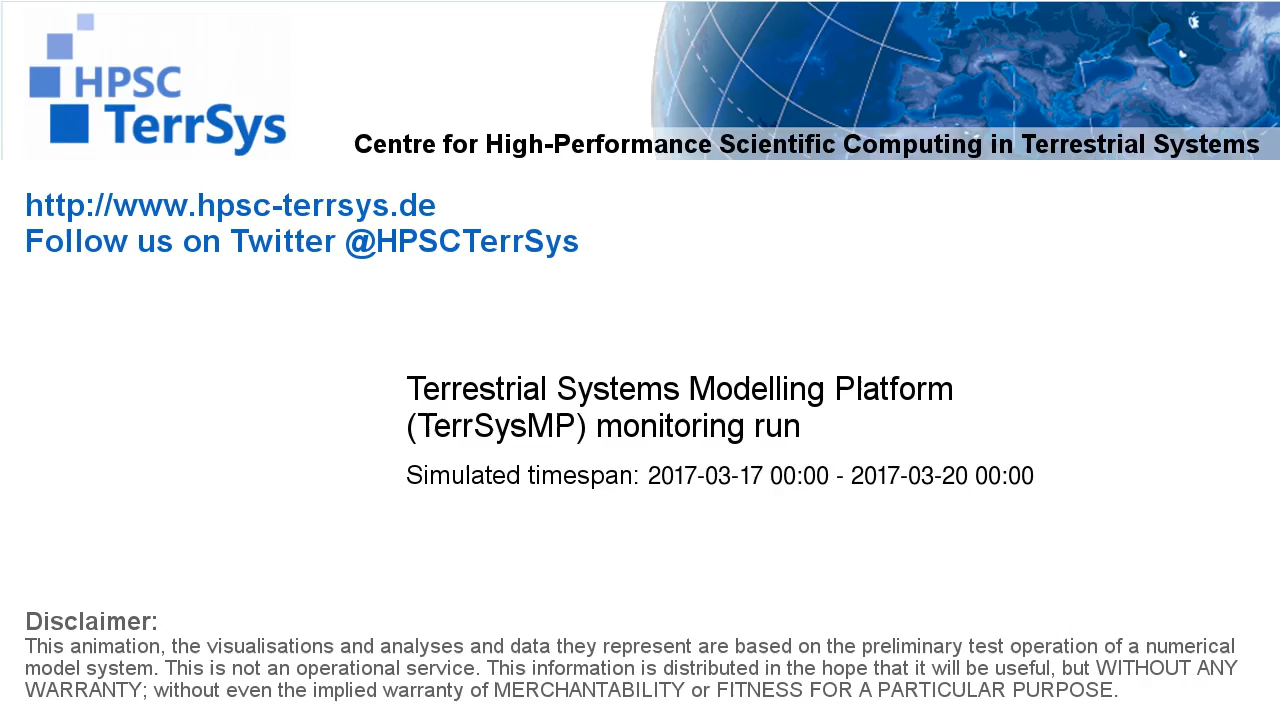 HPSC
TerrSys
Centre for High-Performance Scientific Computing in Terrestrial Systems
http://www.hpsc-terrsys.de
Follow us on Twitter @HPSCTerrSys
Terrestrial Systems Modelling Platform
(TerrSysMP) monitoring run
Simulated timespan: 2017-03-17 00:00 - 2017-03-20 00:00
Disclaimer:
This animation, the visualisations and analyses and data they represent are based on the preliminary test operation of a numerical
model system. This is not an operational service. This information is distributed in the hope that it will be useful, but WITHOUT ANY
WARRANTY; without even the implied warranty of MERCHANTABILITY or FITNESS FOR A PARTICULAR PURPOSE.